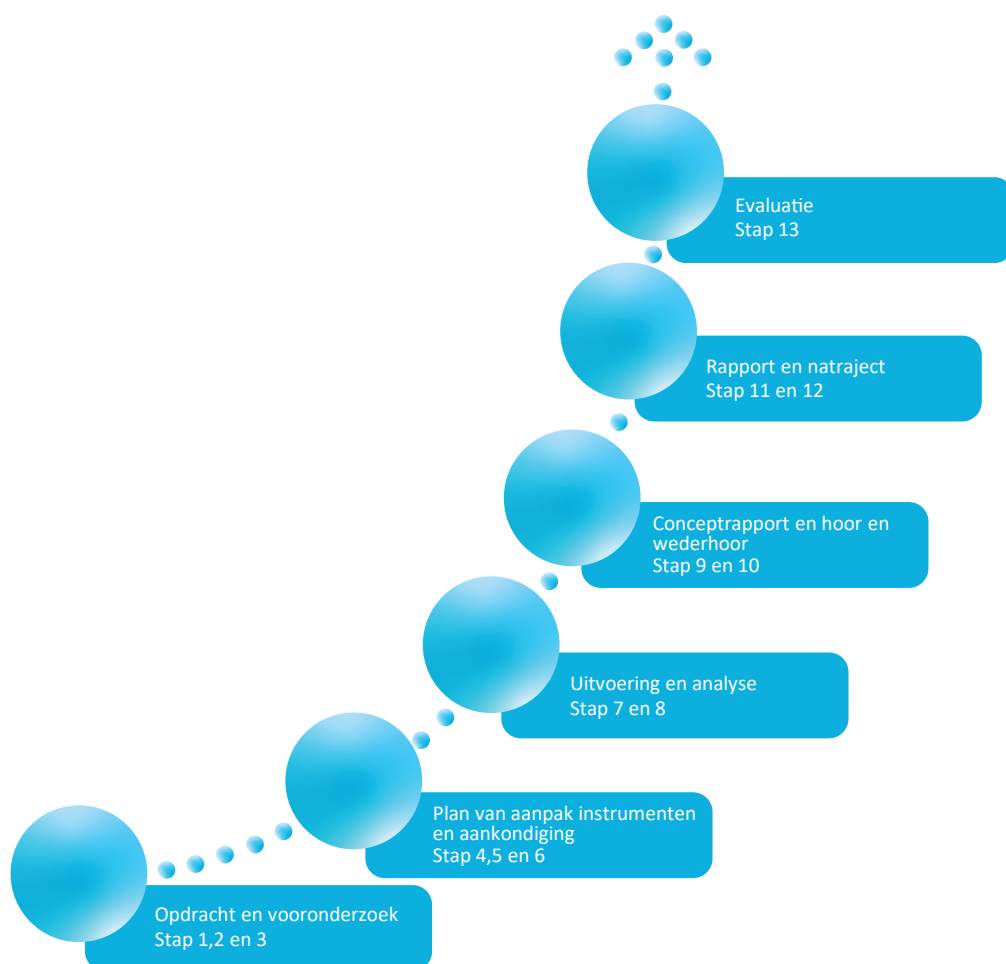 Evaluatie
Stap 13
Rapport en natraject
Stap 11 en 12
Conceptrapport en hoor en
wederhoor
Stap 9 en 10
Uitvoering en analyse
Stap 7 en 8
Plan van aanpak instrumenten
en aankondiging
Stap 4,5 en 6
Opdracht en vooronderzoek
Stap 1,2 en 3